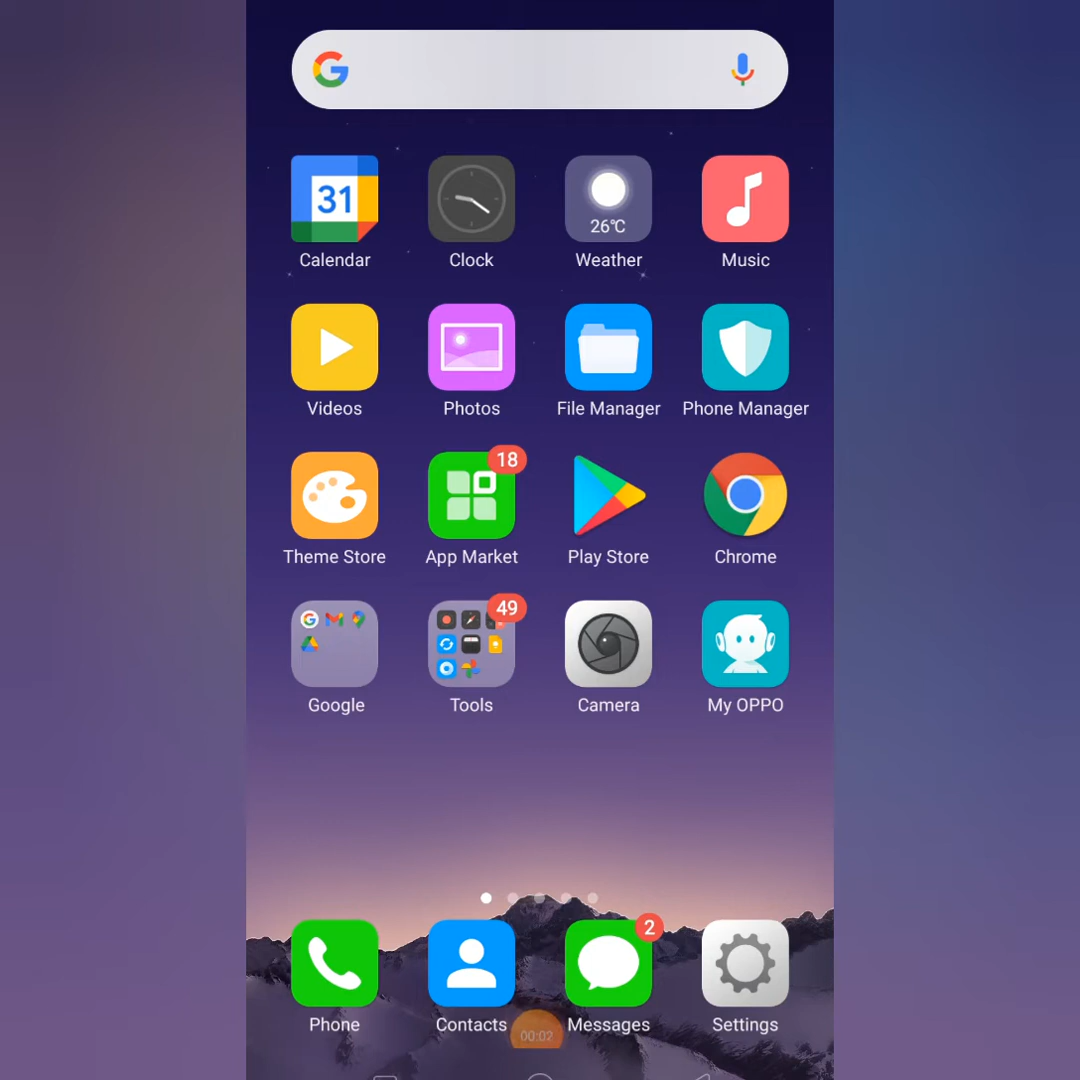 31
26℃
Calendar Clock Weather Music
Videos Photos File Manager Phone Manager
18
Theme Store App Market Play Store Chrome
49
Google Tools Camera My OPPO
2
Phone Contacts Messages Settings
00:02